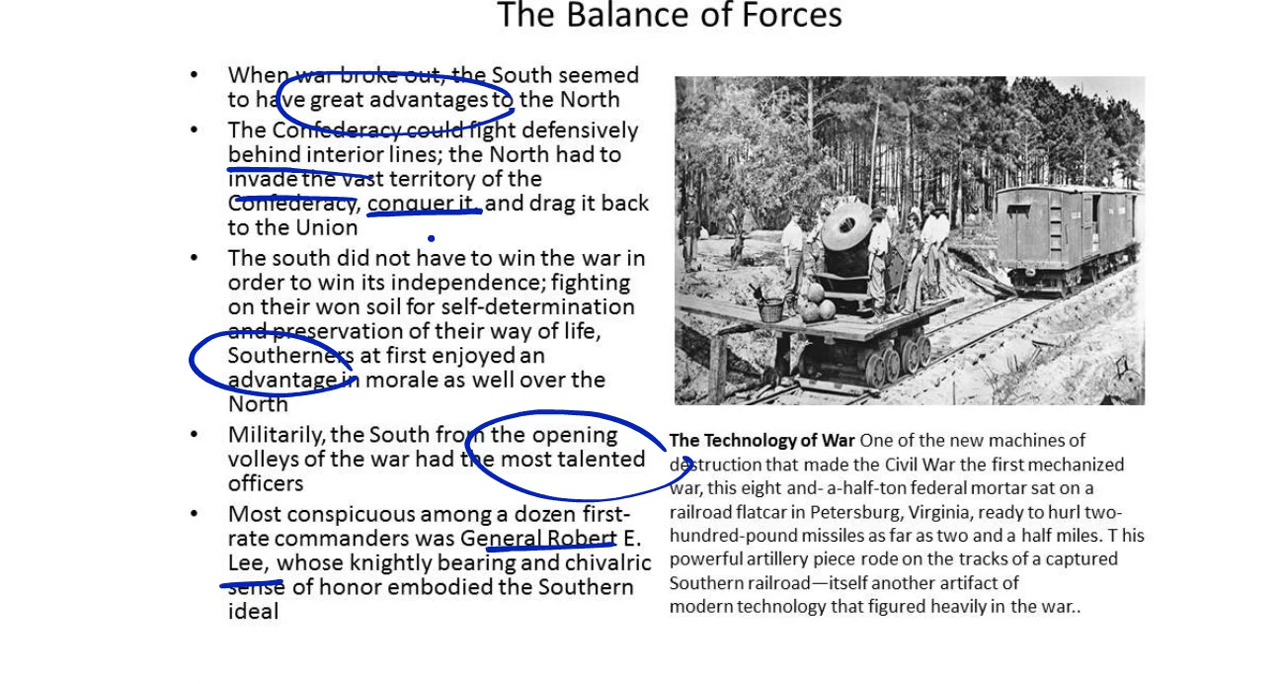 The Balance of Forces
• When war broke out, the South seemed
to have great advantages to the North
• The Confederacy could fight defensively
behind interior lines; the North had to
invade the vast territory of the
Confederacy, conquer it, and drag it back
to the Union
• The south did not have to win the war in
order to win its independence; fighting
on their won soil for self-determination
and preservation of their way of life,
Southerners at first enjoyed an
advantage in morale as well over the
North
• Militarily, the South from the opening
volleys of the war had the most talented
officers
• Most conspicuous among a dozen first-
rate commanders was General Robert E.
Lee, whose knightly bearing and chivalric
sense of honor embodied the Southern
ideal
The Technology of War One of the new machines of
destruction that made the Civil War the first mechanized
war, this eight and- a-half-ton federal mortar sat on a
railroad flatcar in Petersburg, Virginia, ready to hurl two-
hundred-pound missiles as far as two and a half miles. T his
powerful artillery piece rode on the tracks of a captured
Southern railroad—itself another artifact of
modern technology that figured heavily in the war..